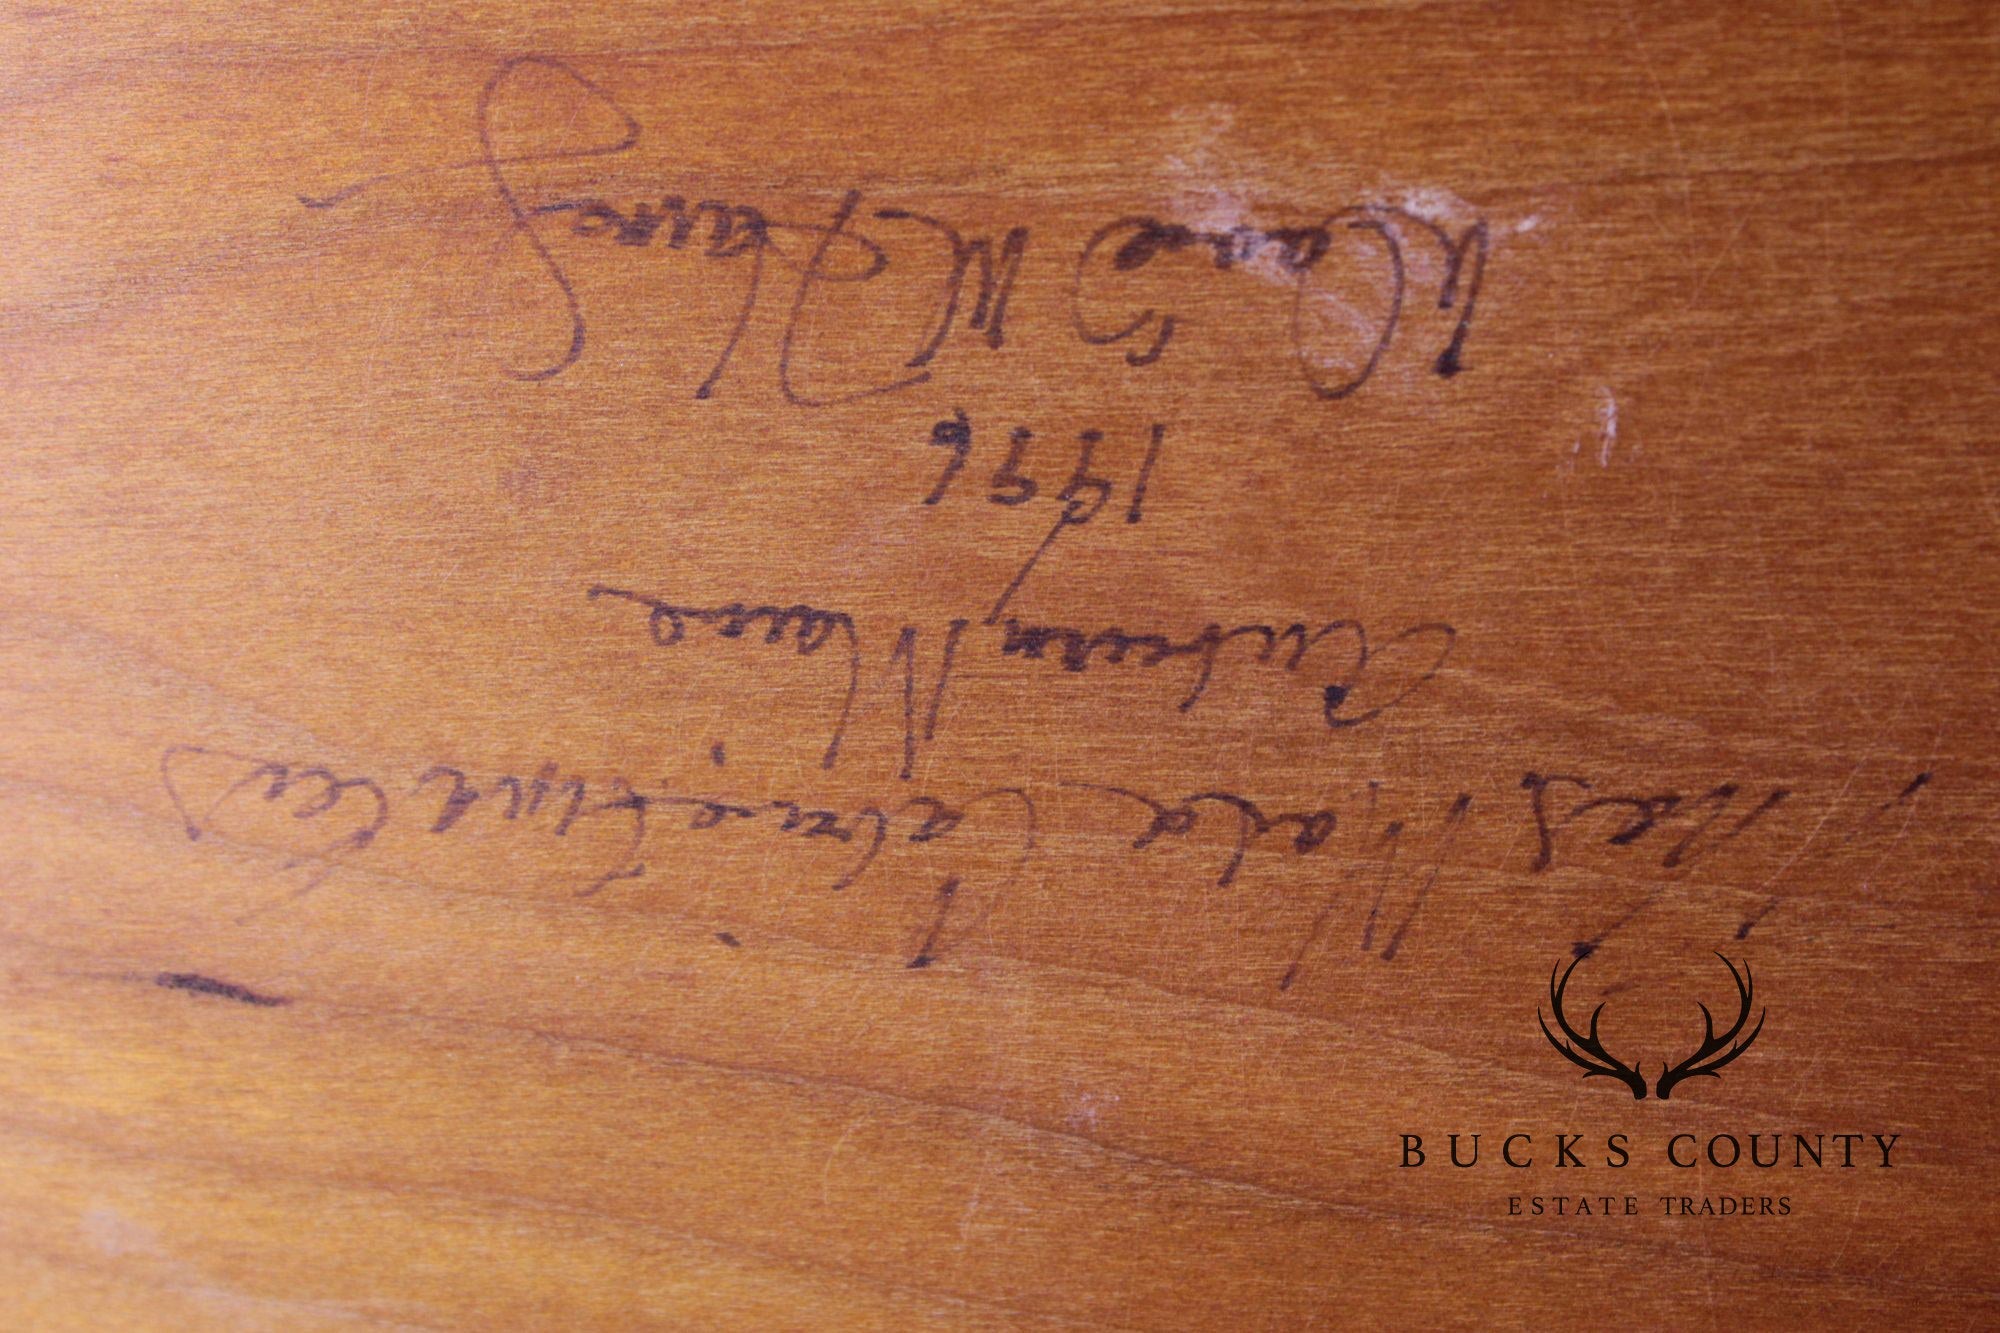 Thos. Moser Cabinetmakers
Auburn, Maine
1996
BUCKS COUNTY
ESTATE TRADERS